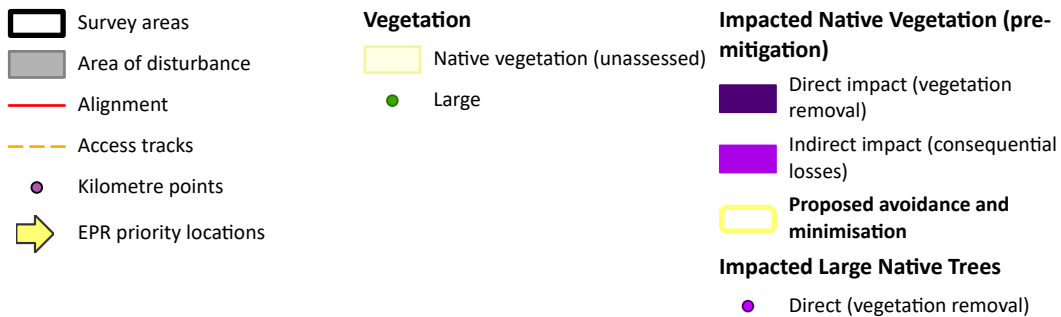 Survey areas
Area of disturbance
Alignment
Access tracks
Kilometre points
EPR priority locations
Vegetation
Native vegetation (unassessed)
Large
Impacted Native Vegetation (pre-
mitigation)
Direct impact (vegetation
removal)
Indirect impact (consequential
losses)
Proposed avoidance and
minimisation
Impacted Large Native Trees
Direct (vegetation removal)